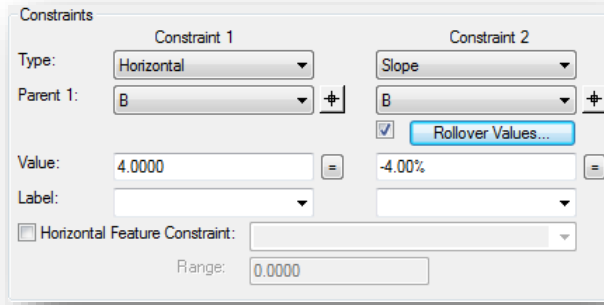 Constraints
Constraint 1 Constraint 2
Type: Horizontal Slope
Parent 1: B B
Rollover Values...
Value: 4.0000 = -4.00% =
Label:
Horizontal Feature Constraint:
Range: 0.0000